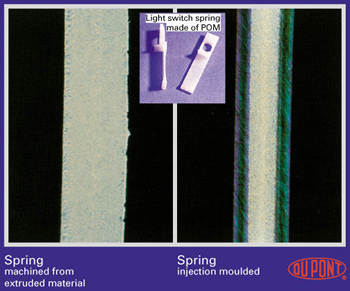 Light switch spring
made of POM
Spring
machined from
extruded material
Spring
injection moulded
DU PONT